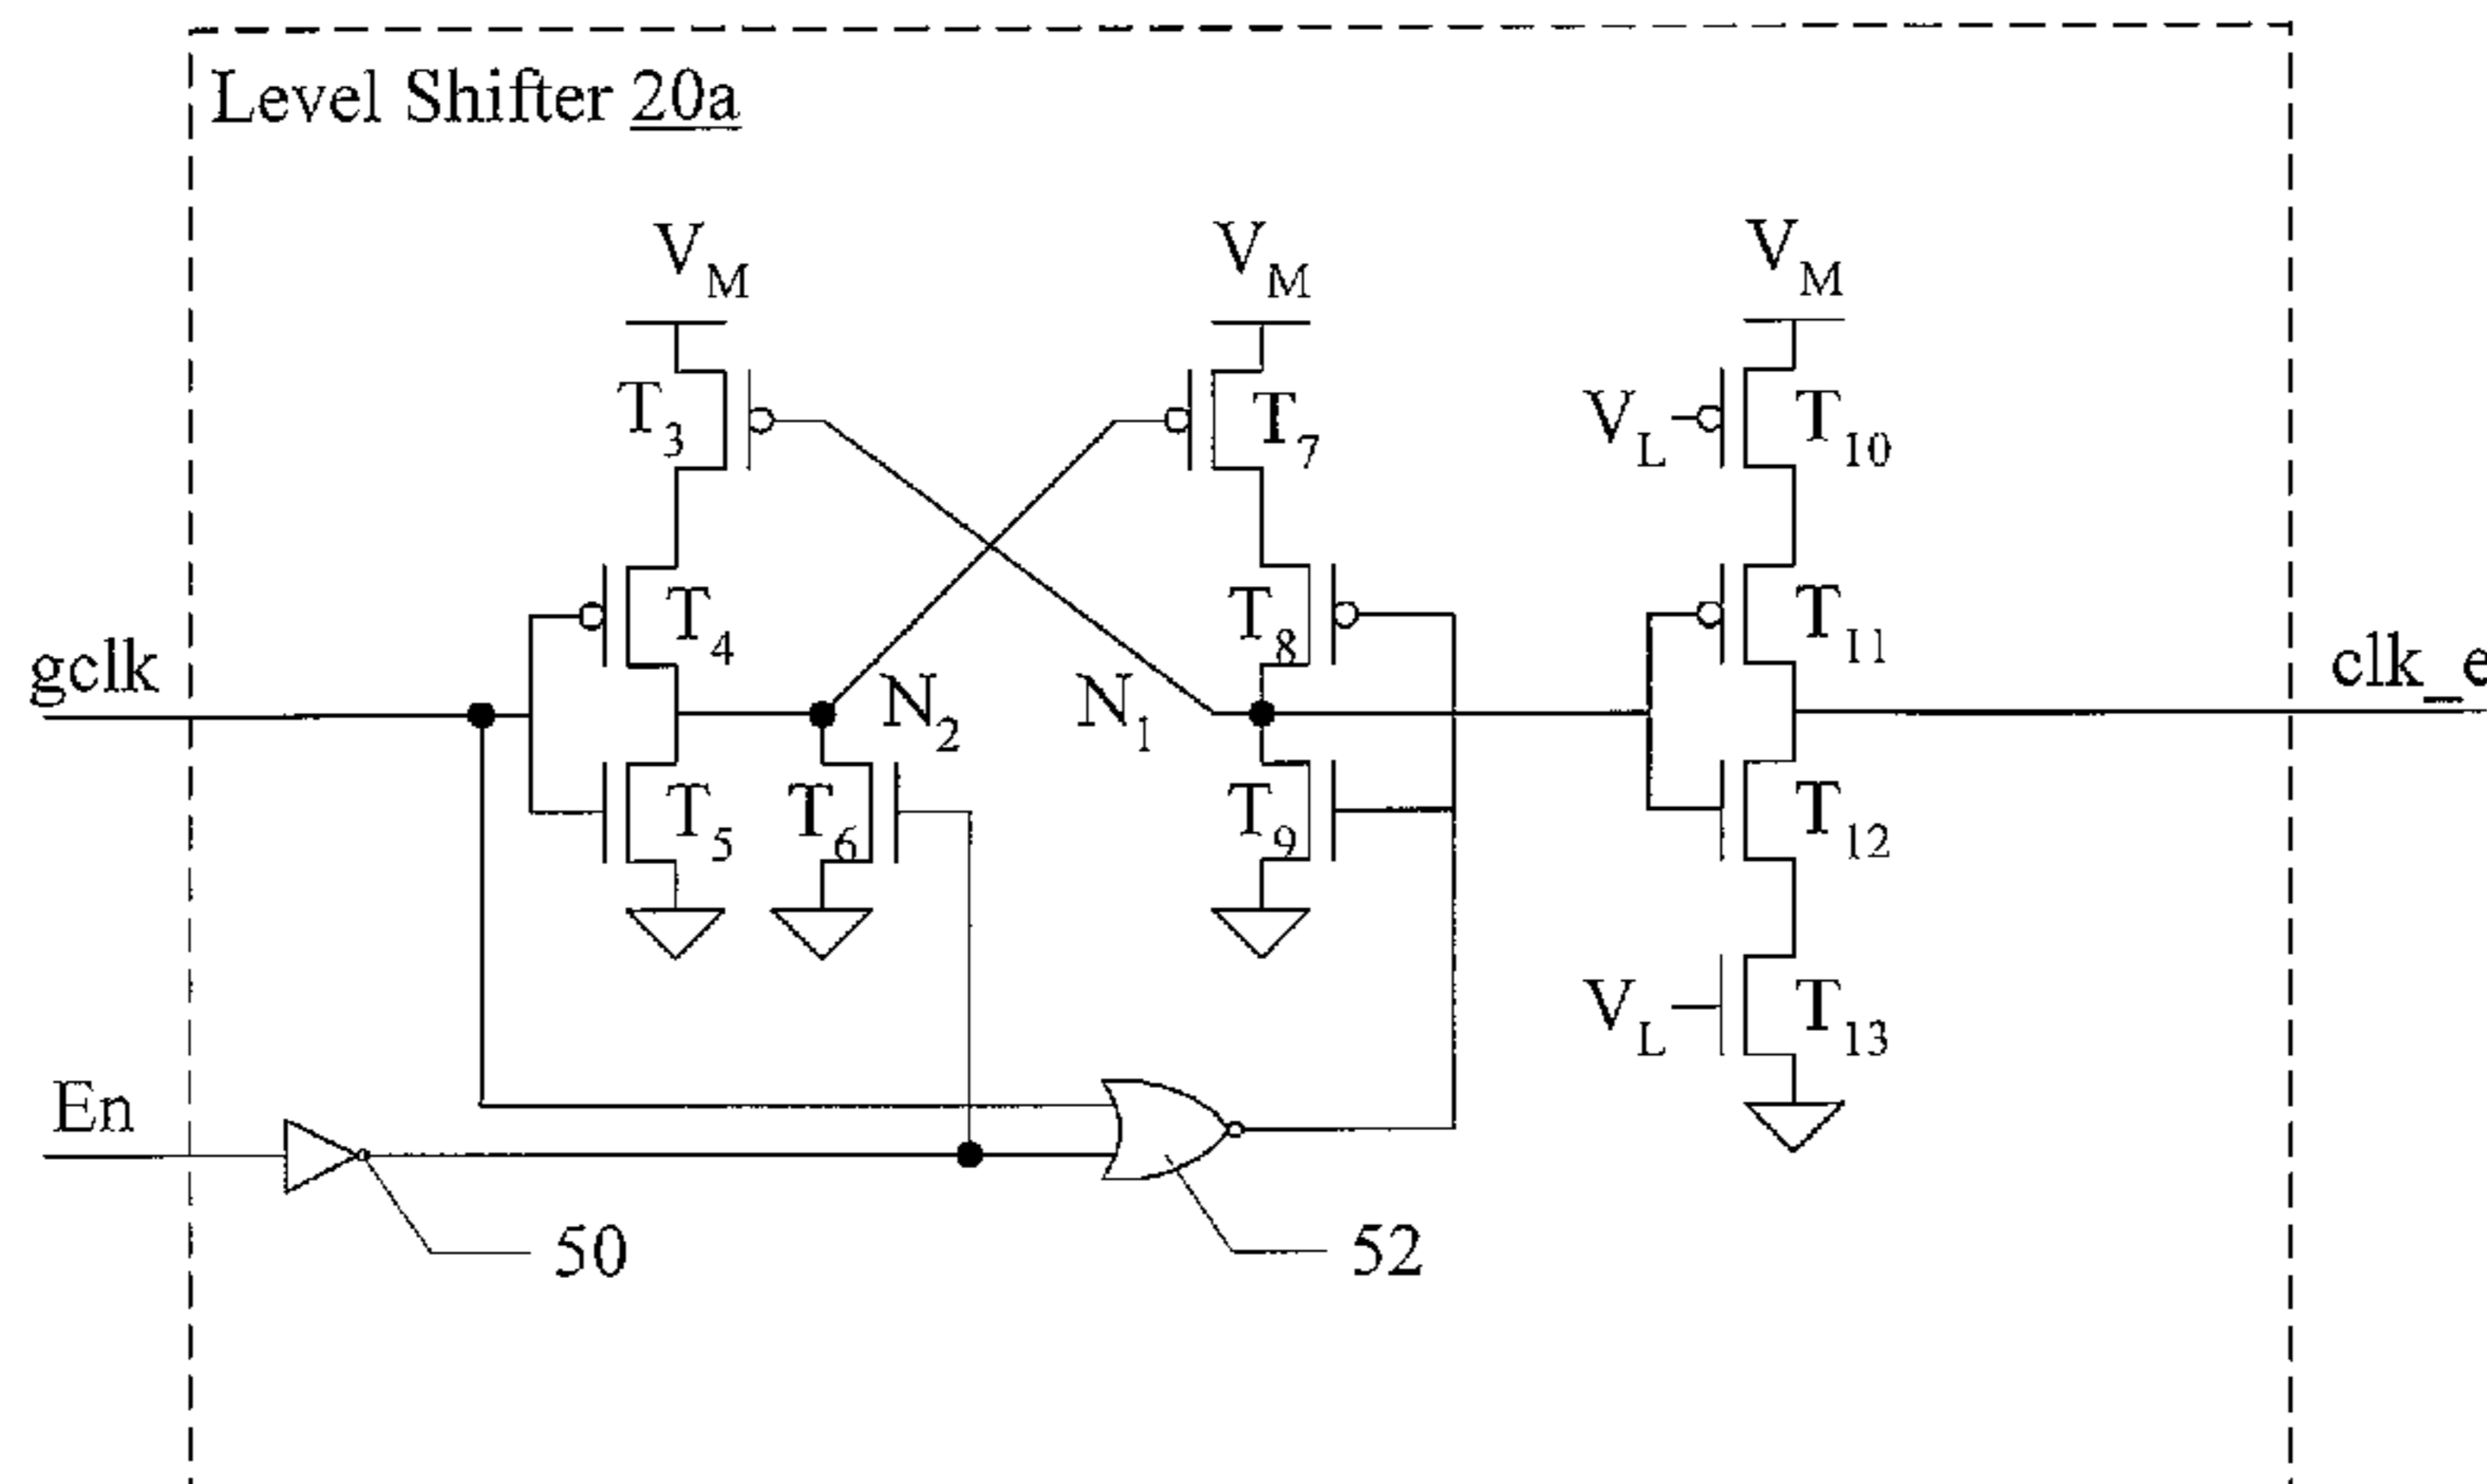 Level Shifter 20a
V_M V_M V_M
T_3 T_7 V_L T_10
T_4 T_8 T_11
gclk N_2 N_1 clk_e
T_5 T_6 T_9 T_12
V_L T_13
En
50 52